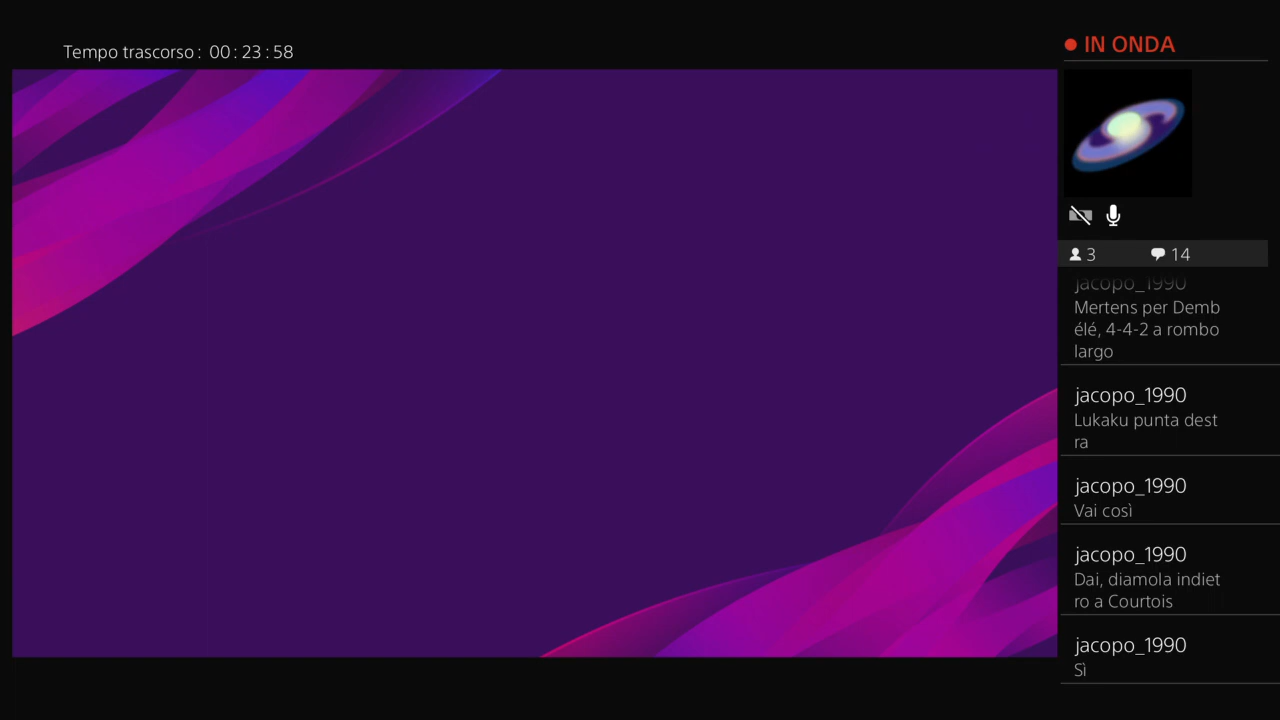 Tempo trascorso: 00:23:58
IN ONDA
3 14
jacopo_1990
Mertens per Demb
élé, 4-4-2 a rombo
largo
jacopo_1990
Lukaku punta dest
ra
jacopo_1990
Vai così
jacopo_1990
Dai, diamola indiet
ro a Courtois
jacopo_1990
Sì